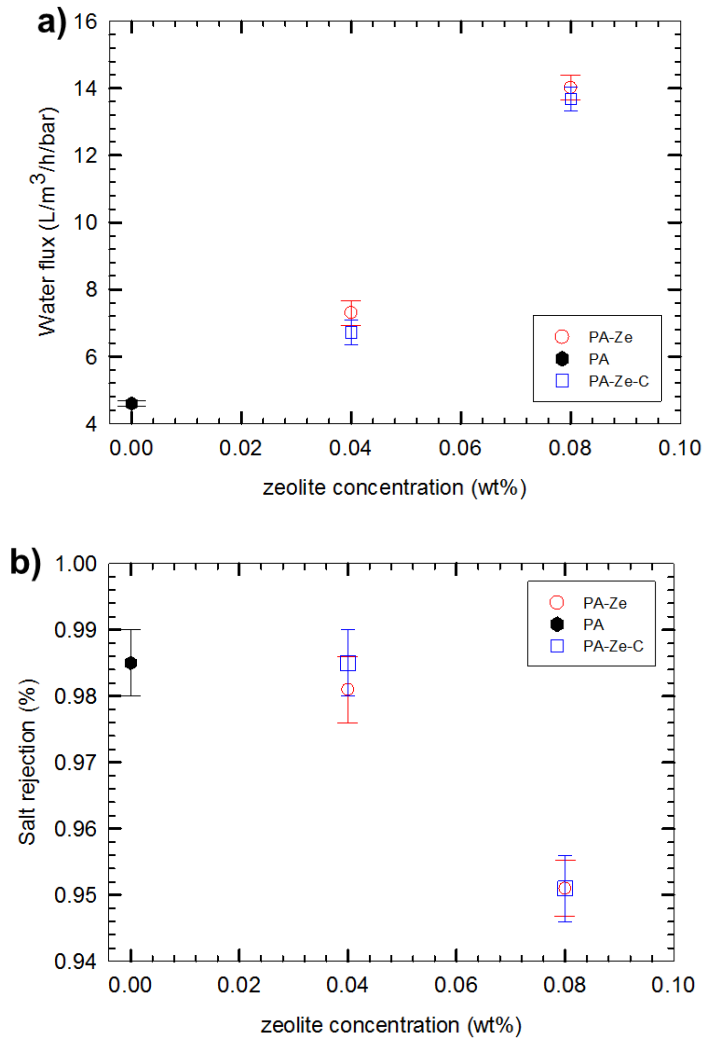 a)
16
14
12
10
8
6
4
Water flux (L/m³/h/bar)
PA-Ze
PA
PA-Ze-C
0.00 0.02 0.04 0.06 0.08 0.10
zeolite concentration (wt%)
b)
1.00
0.99
0.98
0.97
0.96
0.95
0.94
Salt rejection (%)
PA-Ze
PA
PA-Ze-C
0.00 0.02 0.04 0.06 0.08 0.10
zeolite concentration (wt%)